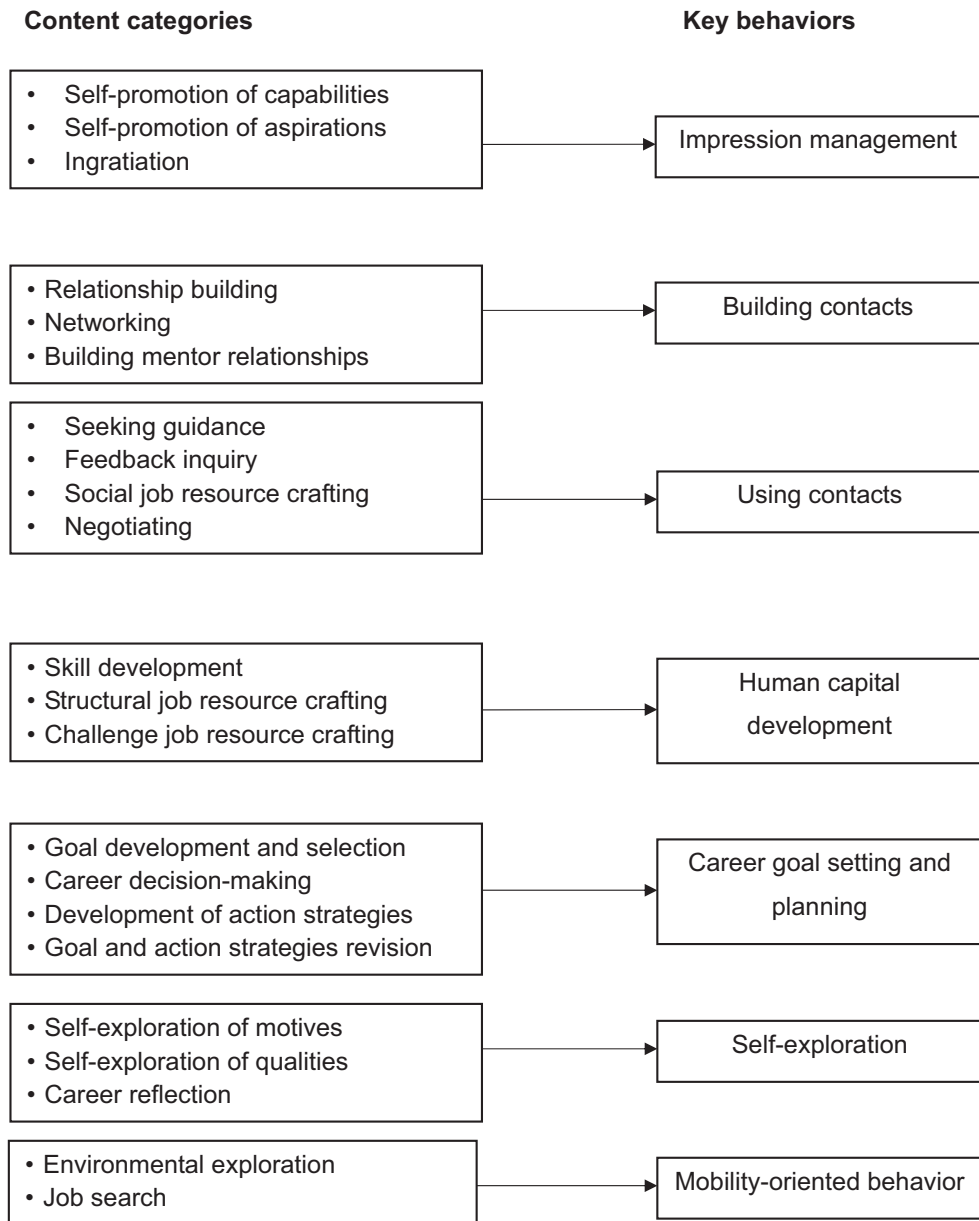 Content categories
Key behaviors
• Self-promotion of capabilities
• Self-promotion of aspirations
• Ingratiation
Impression management
• Relationship building
• Networking
• Building mentor relationships
Building contacts
• Seeking guidance
• Feedback inquiry
• Social job resource crafting
• Negotiating
Using contacts
• Skill development
• Structural job resource crafting
• Challenge job resource crafting
Human capital
development
• Goal development and selection
• Career decision-making
• Development of action strategies
• Goal and action strategies revision
Career goal setting and
planning
• Self-exploration of motives
• Self-exploration of qualities
• Career reflection
Self-exploration
• Environmental exploration
• Job search
Mobility-oriented behavior